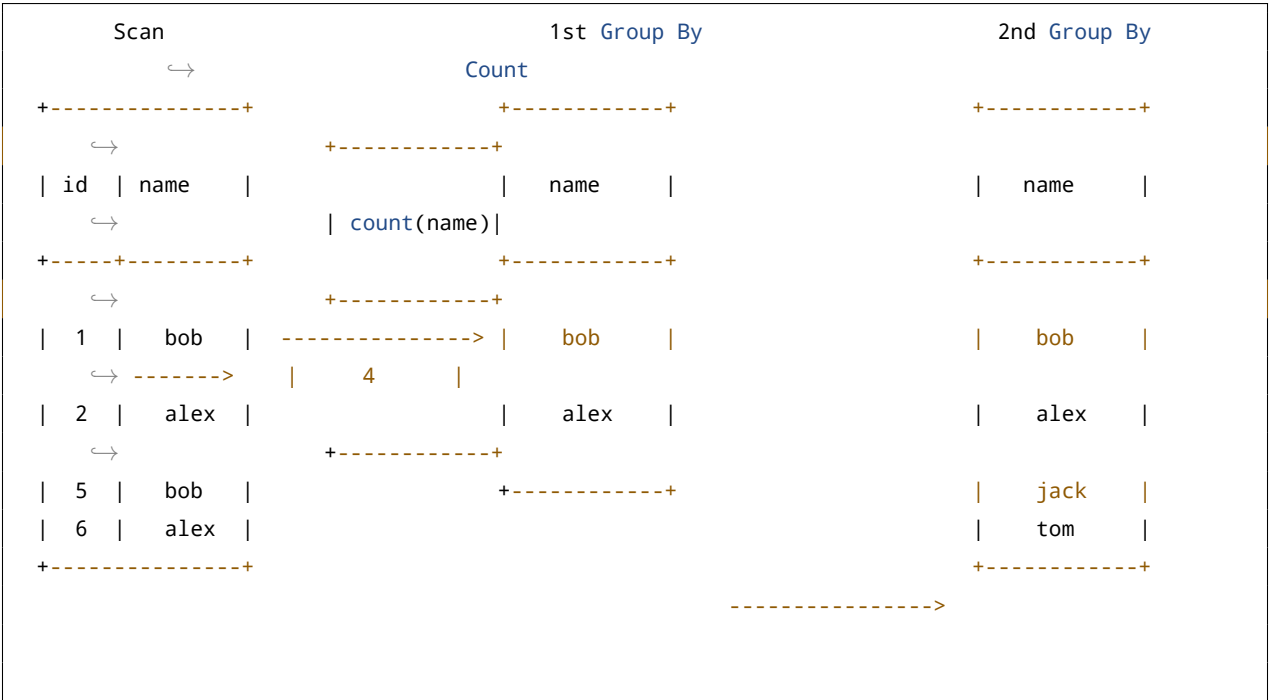 Scan 1st Group By 2nd Group By
↪ Count
+---------------+ +------------+ +------------+
↪ +------------+
| id | name | | name | | name |
↪ | count(name)|
+-----+---------+ +------------+ +------------+
↪ +------------+
| 1 | bob | ---------------> | bob | | bob |
↪ -------> | 4 |
| 2 | alex | | alex | | alex |
↪ +------------+
| 5 | bob | +------------+ | jack |
| 6 | alex | | tom |
+---------------+ +------------+
---------------->